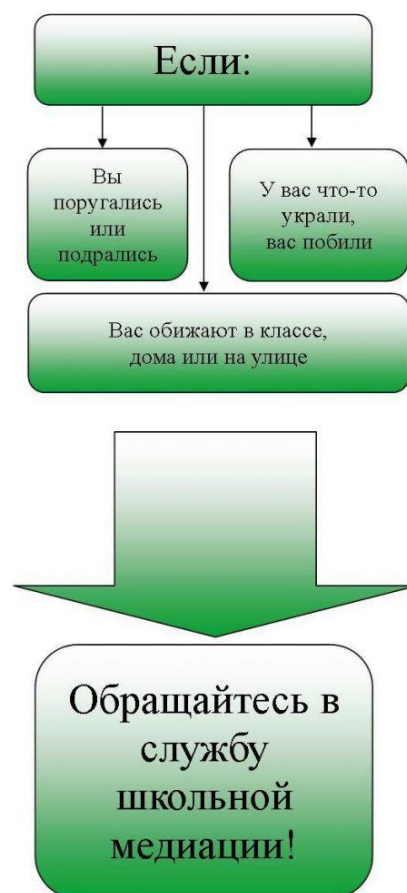 Если:
Вы
поругались
или
подрались
У вас что-то
украли,
вас побили
Вас обижают в классе,
дома или на улице
Обращайтесь в
службу
школьной
медиации!